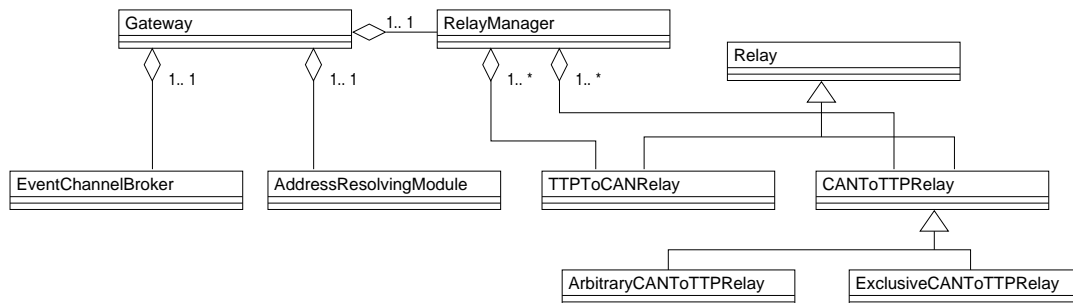 Gateway
1.. 1
RelayManager
Relay
1.. 1
1.. 1
1.. *
1.. *
EventChannelBroker
AddressResolvingModule
TTPToCANRelay
CANToTTPRelay
ArbitraryCANToTTPRelay
ExclusiveCANToTTPRelay